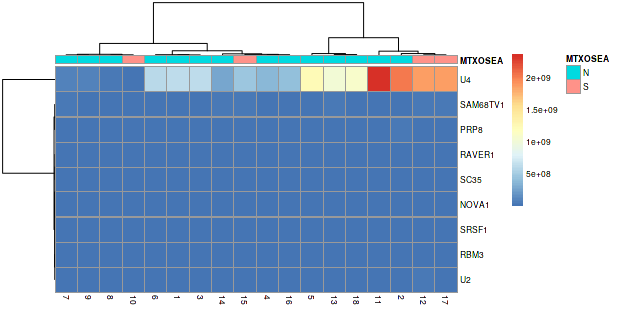 MTXOSEA
U4
SAM68TV1
PRP8
RAVER1
SC35
NOVA1
SRSF1
RBM3
U2
7 9 8 10 6 1 3 14 15 4 16 5 13 18 11 2 12 17
2e+09
1.5e+09
1e+09
5e+08
MTXOSEA
N
S